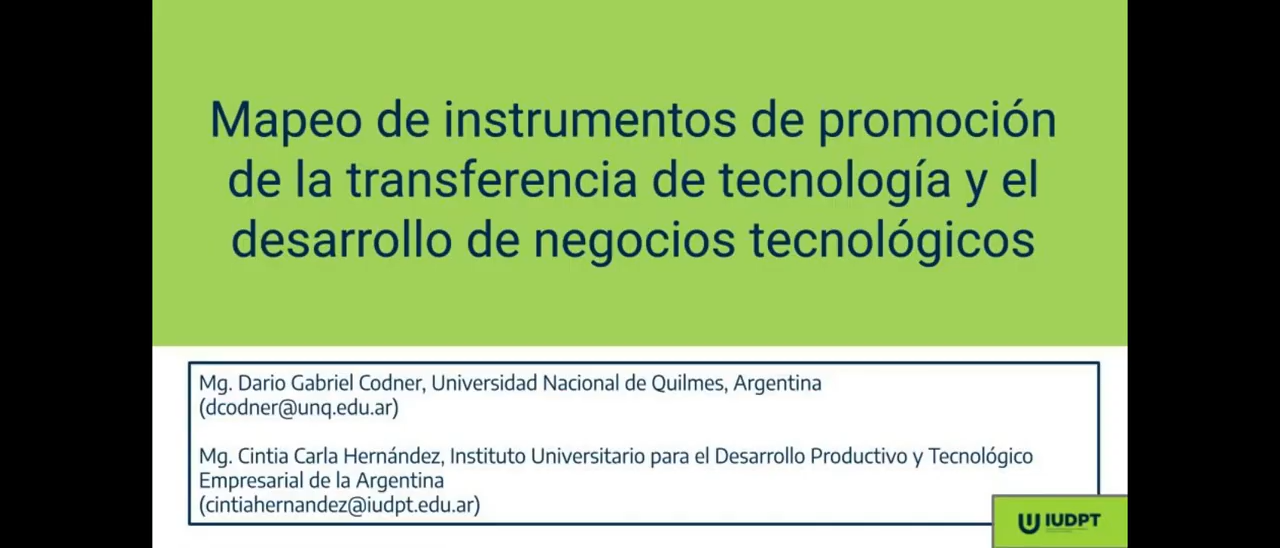 Mapeo de instrumentos de promoción
de la transferencia de tecnología y el
desarrollo de negocios tecnológicos
Mg. Dario Gabriel Codner, Universidad Nacional de Quilmes, Argentina
(dcodner@unq.edu.ar)
Mg. Cintia Carla Hernández, Instituto Universitario para el Desarrollo Productivo y Tecnológico
Empresarial de la Argentina
(cintiahernandez@iudpt.edu.ar)
IUDPT